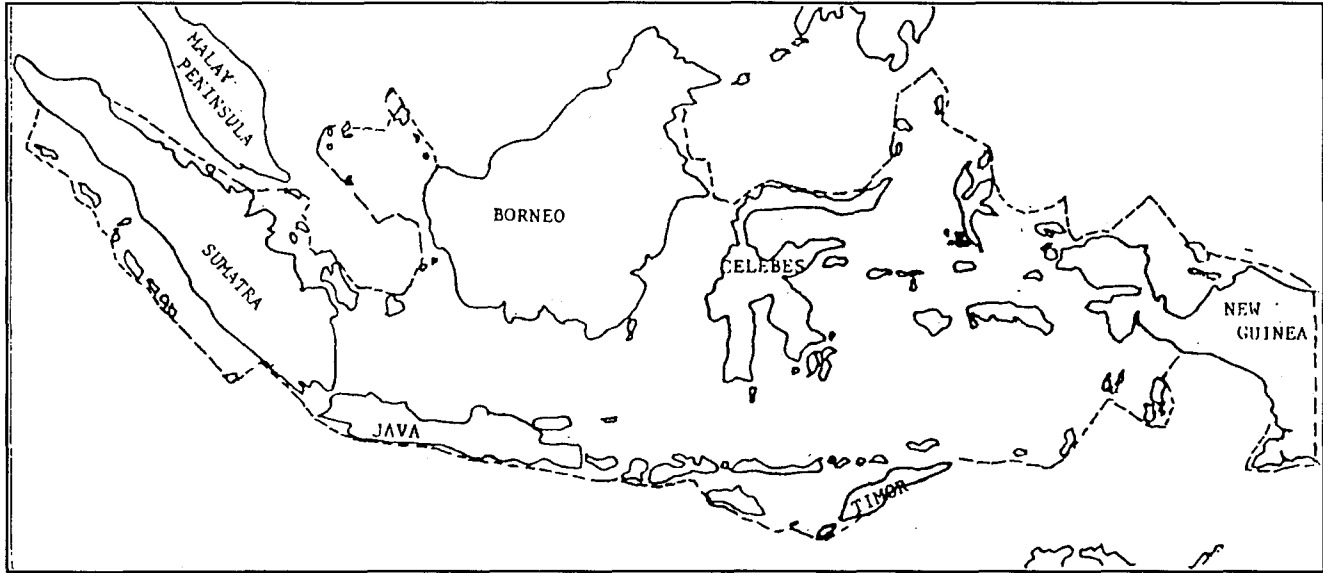 MALAY
PENINSULA
SUMATRA
BORNEO
CELEBES
NEW
GUINEA
JAVA
TIMOR